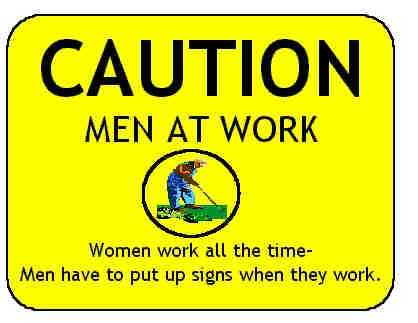 CAUTION
MEN AT WORK
Women work all the time-
Men have to put up signs when they work.